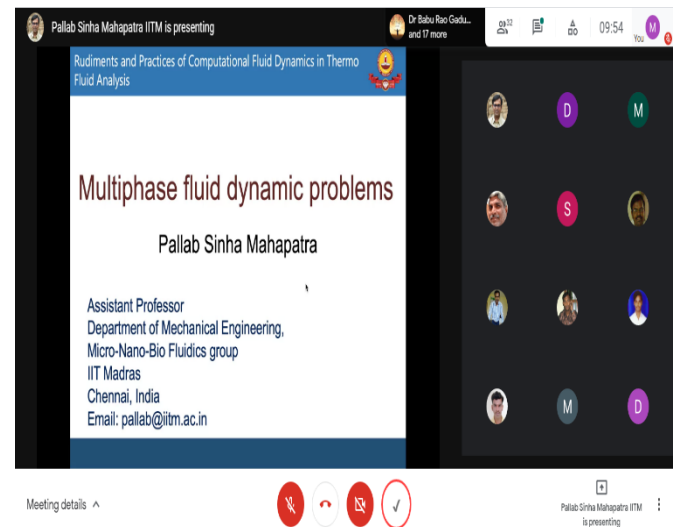 Pallab Sinha Mahapatra IITM is presenting
Dr Babu Rao Gadu...
and 17 more
32
09:54
You
M
Rudiments and Practices of Computational Fluid Dynamics in Thermo
Fluid Analysis
Multiphase fluid dynamic problems
Pallab Sinha Mahapatra
Assistant Professor
Department of Mechanical Engineering,
Micro-Nano-Bio Fluidics group
IIT Madras
Chennai, India
Email: pallab@iitm.ac.in
D
M
S
M
D
Meeting details
Pallab Sinha Mahapatra IITM
is presenting